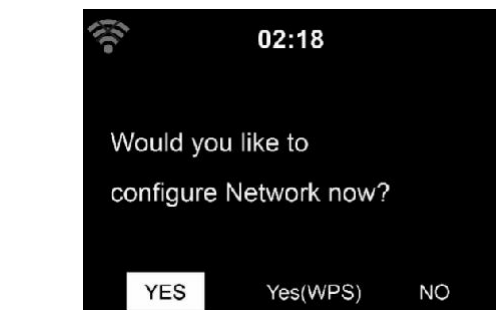 02:18
Would you like to
configure Network now?
YES Yes(WPS) NO